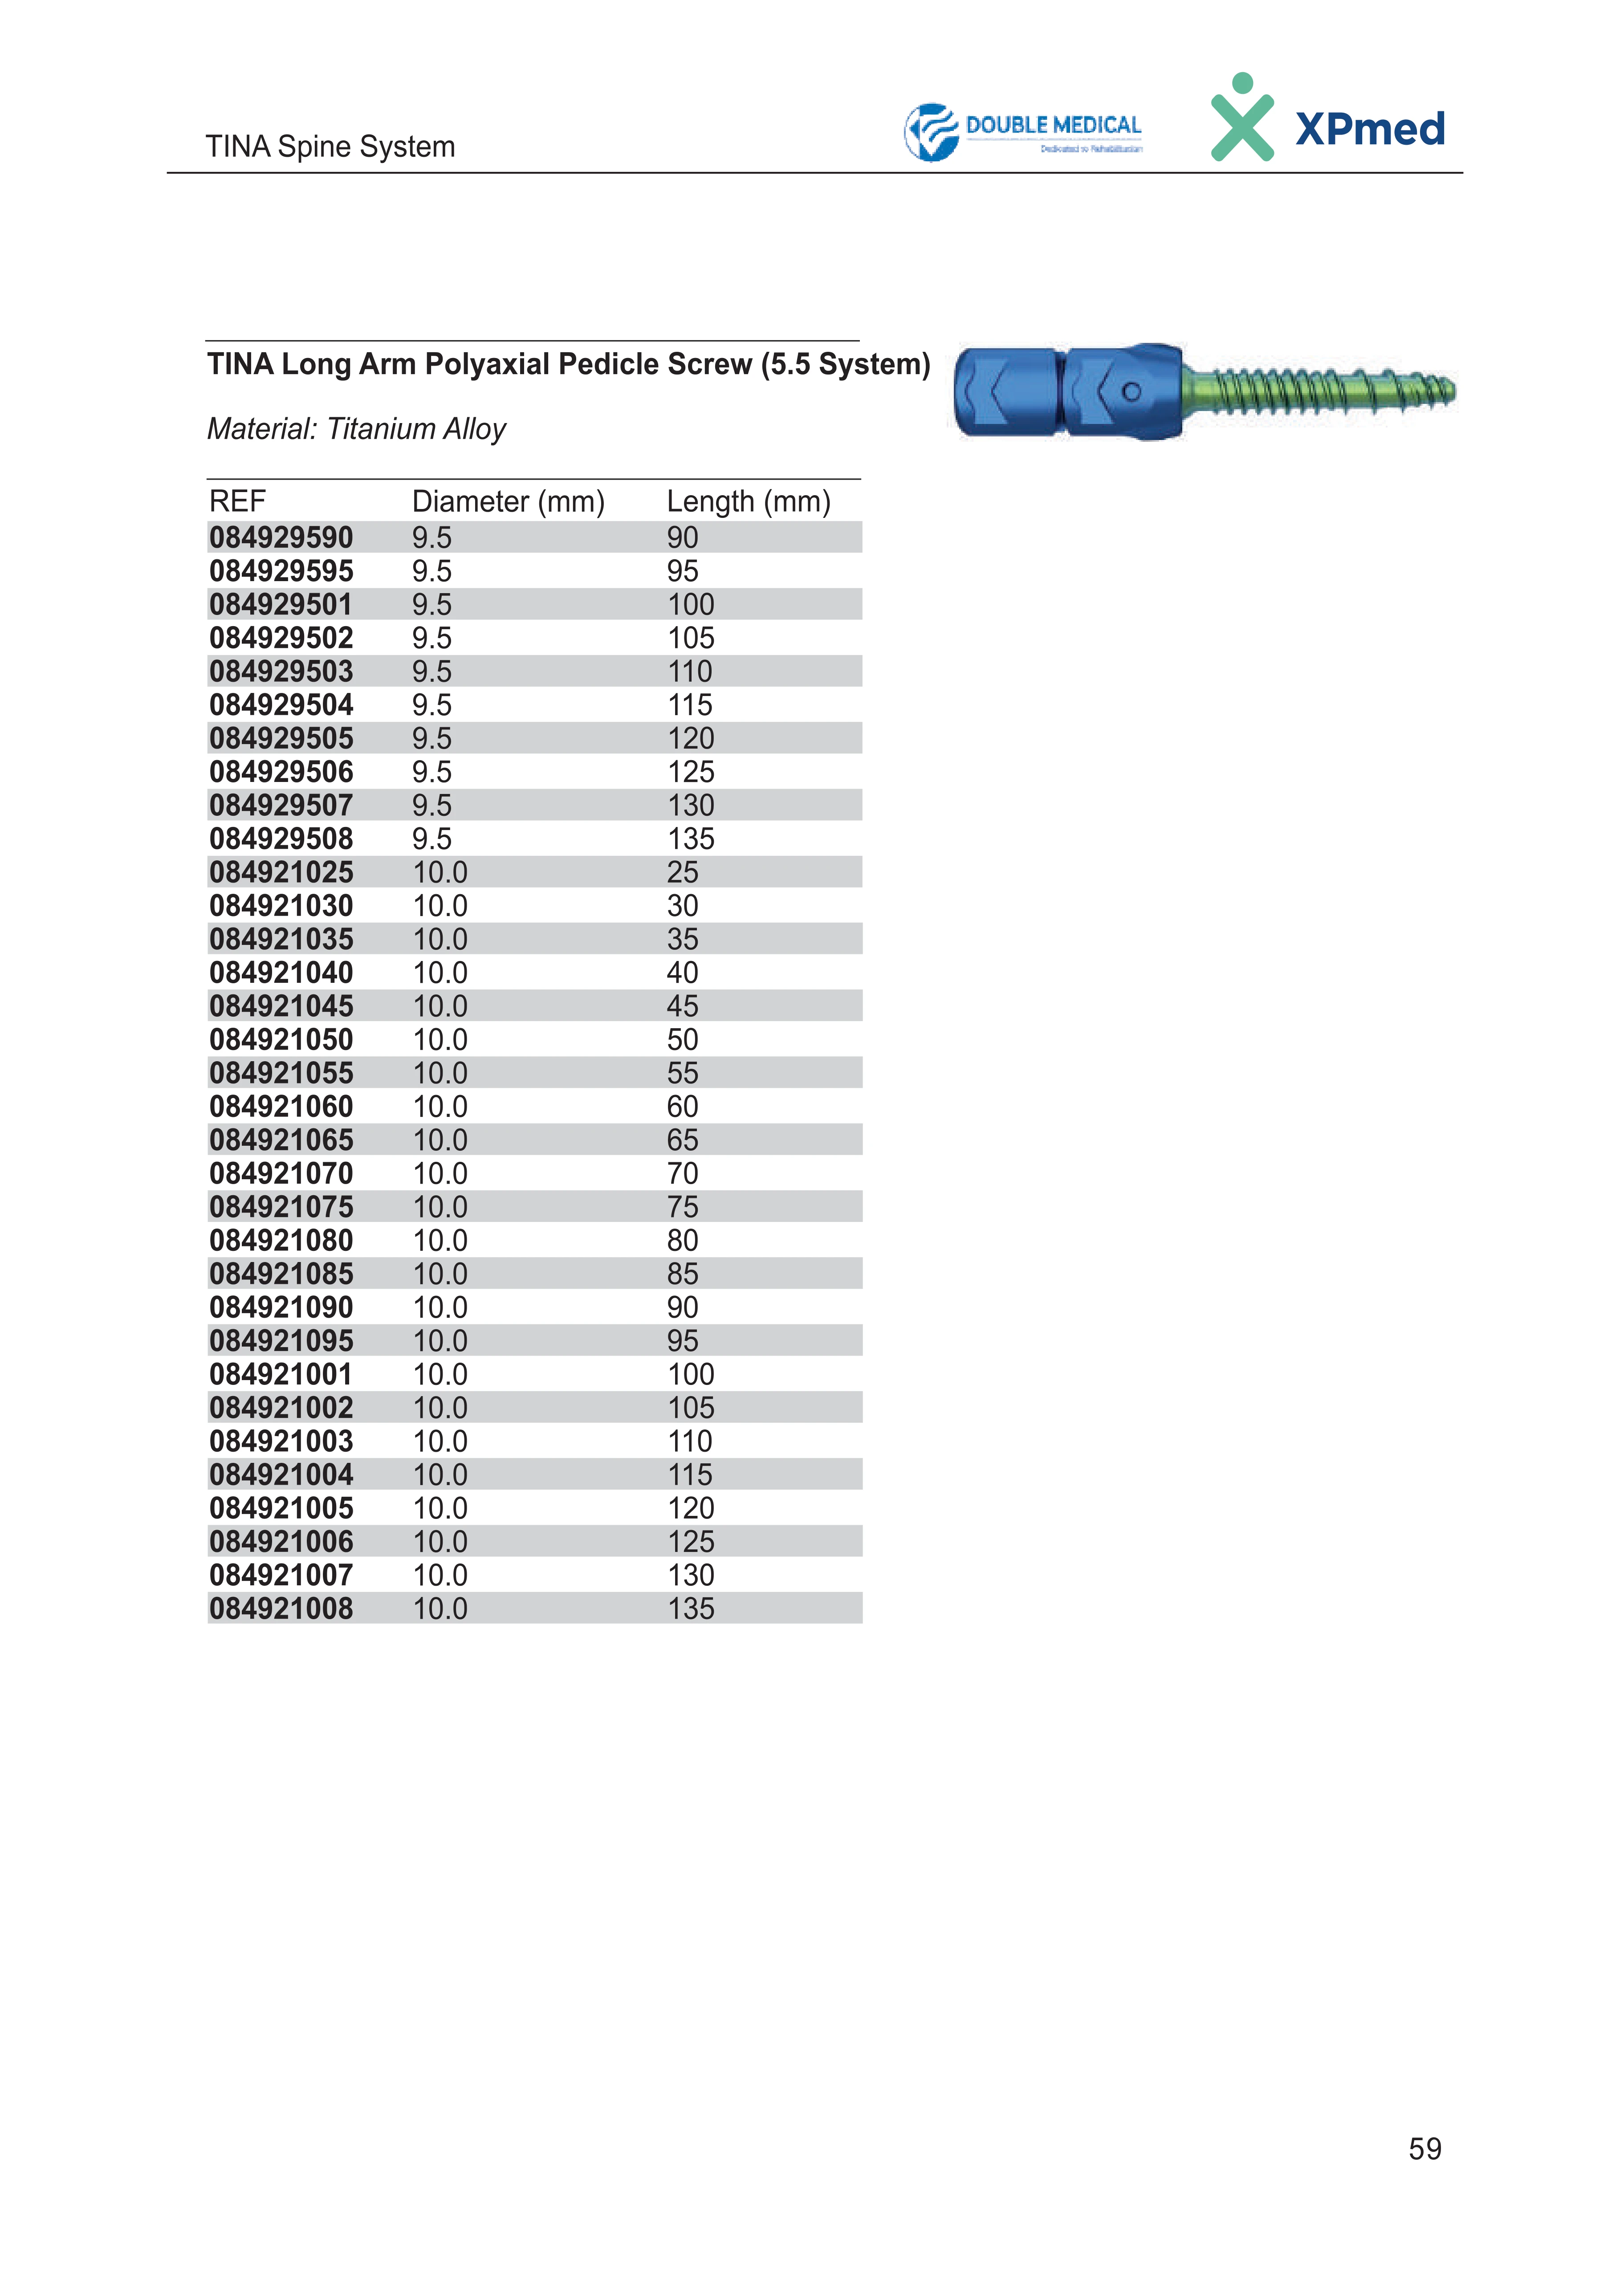 TINA Spine System
DOUBLE MEDICAL
Dedicated to Rehabilitation
XPmed
TINA Long Arm Polyaxial Pedicle Screw (5.5 System)
Material: Titanium Alloy
REF Diameter (mm) Length (mm)
084929590 9.5 90
084929595 9.5 95
084929501 9.5 100
084929502 9.5 105
084929503 9.5 110
084929504 9.5 115
084929505 9.5 120
084929506 9.5 125
084929507 9.5 130
084929508 9.5 135
084921025 10.0 25
084921030 10.0 30
084921035 10.0 35
084921040 10.0 40
084921045 10.0 45
084921050 10.0 50
084921055 10.0 55
084921060 10.0 60
084921065 10.0 65
084921070 10.0 70
084921075 10.0 75
084921080 10.0 80
084921085 10.0 85
084921090 10.0 90
084921095 10.0 95
084921001 10.0 100
084921002 10.0 105
084921003 10.0 110
084921004 10.0 115
084921005 10.0 120
084921006 10.0 125
084921007 10.0 130
084921008 10.0 135
59